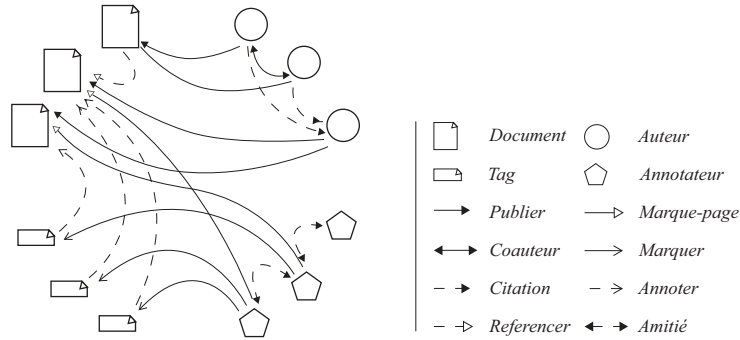 Document Auteur
Tag Annotateur
Publier Marque-page
Coauteur Marquer
Citation Annoter
Referencer Amitié